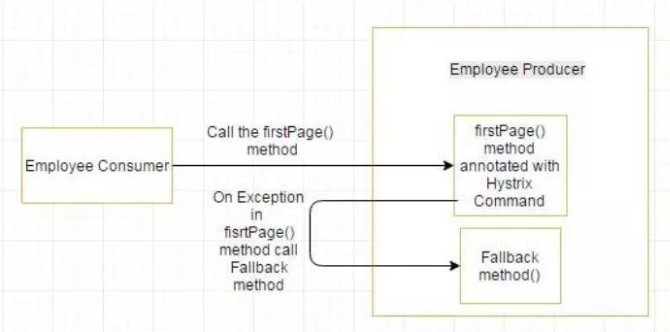 Employee Producer
Call the firstPage()
method
Employee Consumer
firstPage()
method
annotated with
Hystrix
Command
On Exception
in
fisrtPage()
method call
Fallback
method
Fallback
method()